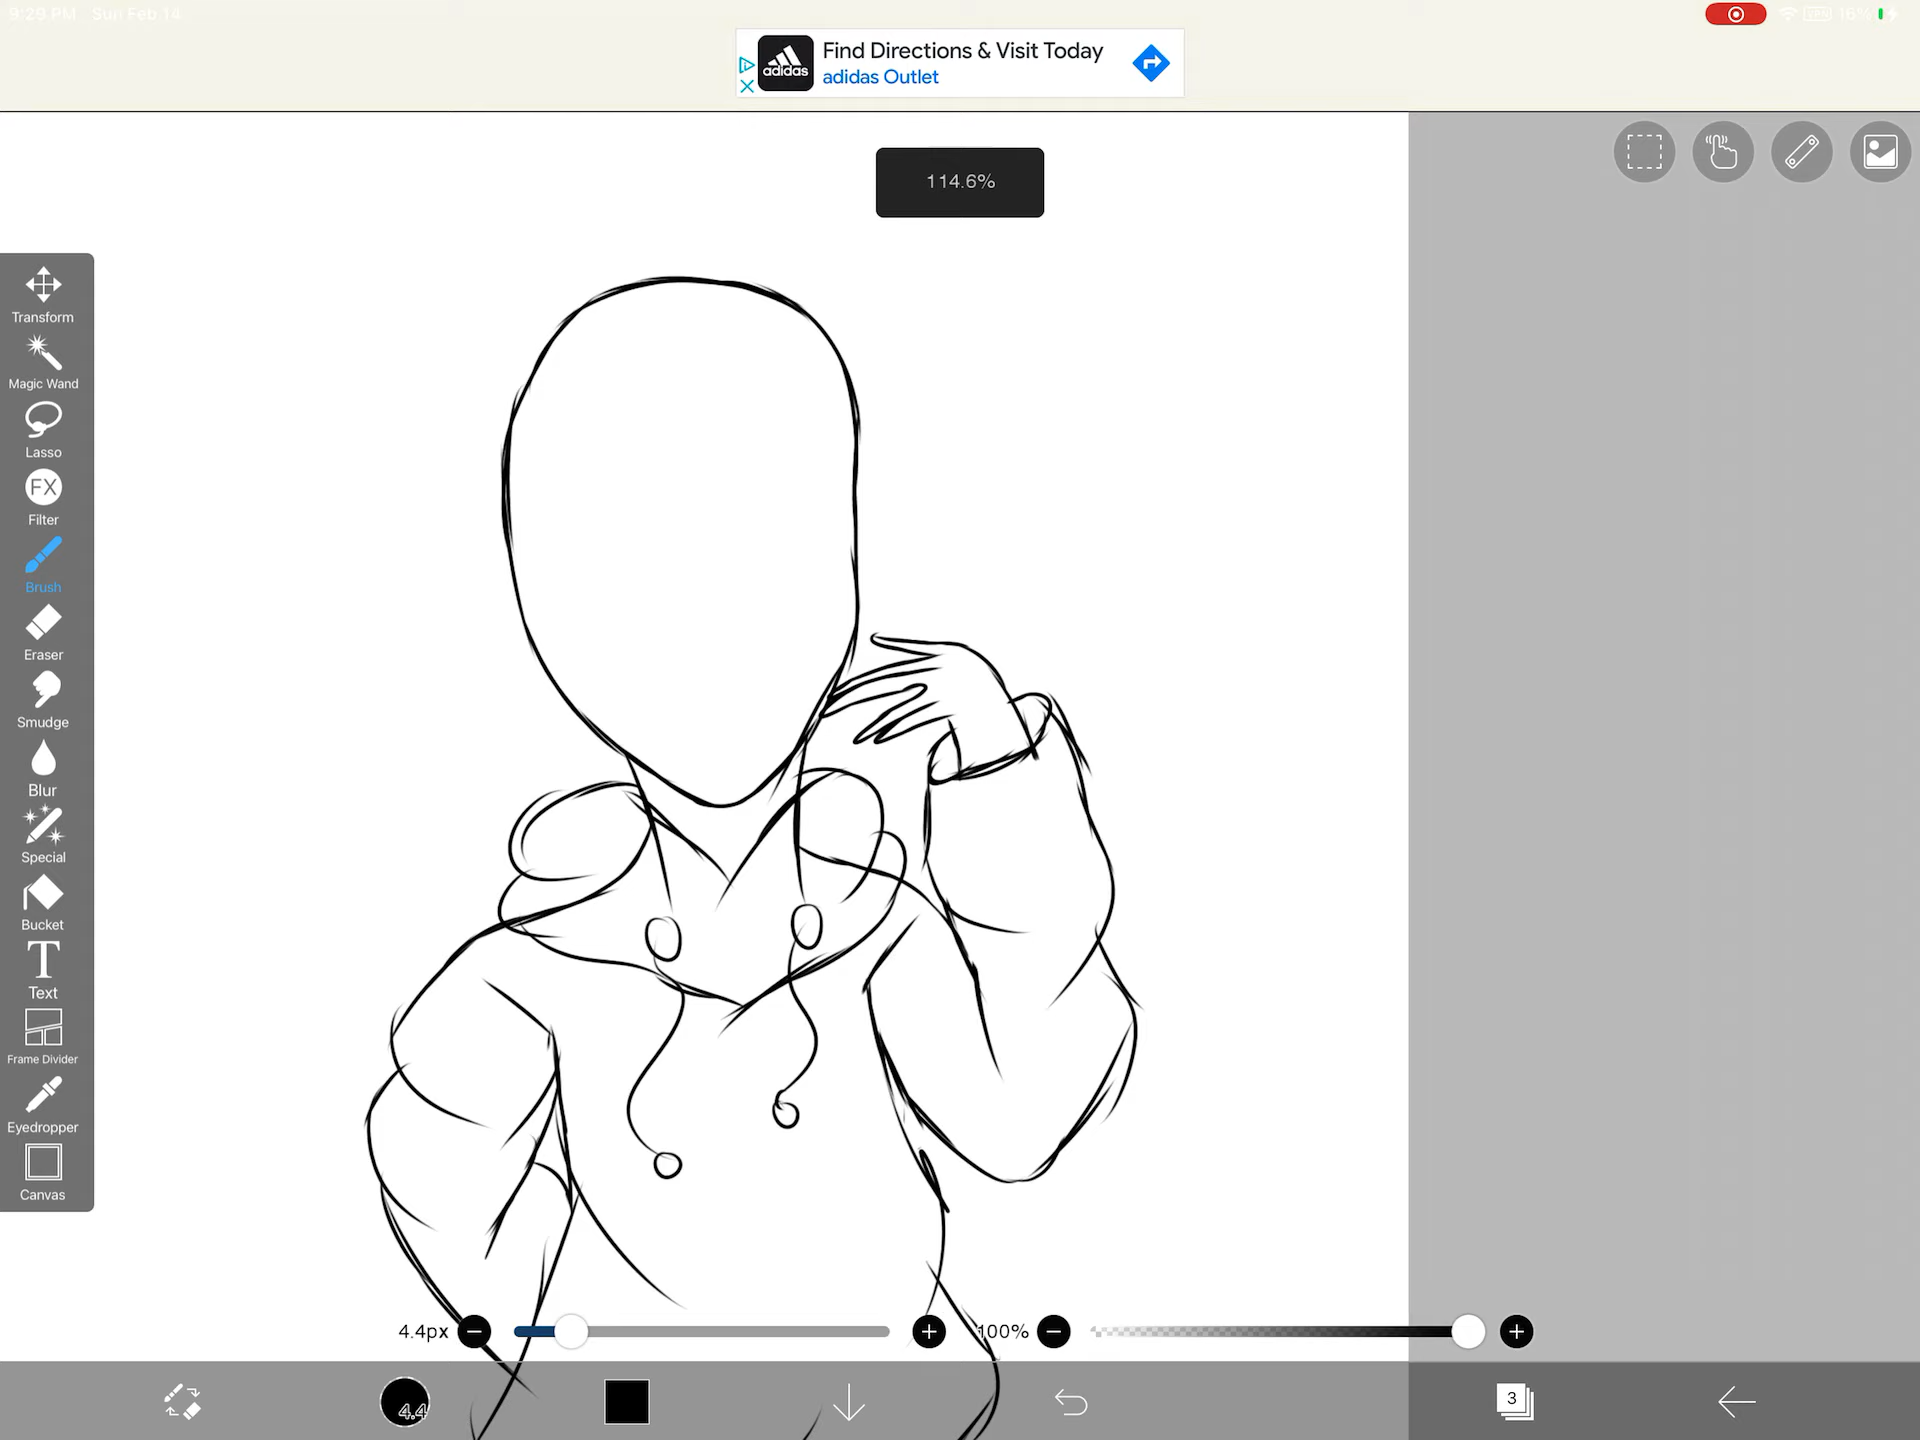 9:29 PM Sun Feb 14
VPN 16%
adidas
Find Directions & Visit Today
adidas Outlet
114.6%
Transform
Magic Wand
Lasso
FX
Filter
Brush
Eraser
Smudge
Blur
Special
Bucket
T
Text
Frame Divider
Eyedropper
Canvas
4.4px
100%
4.4
3